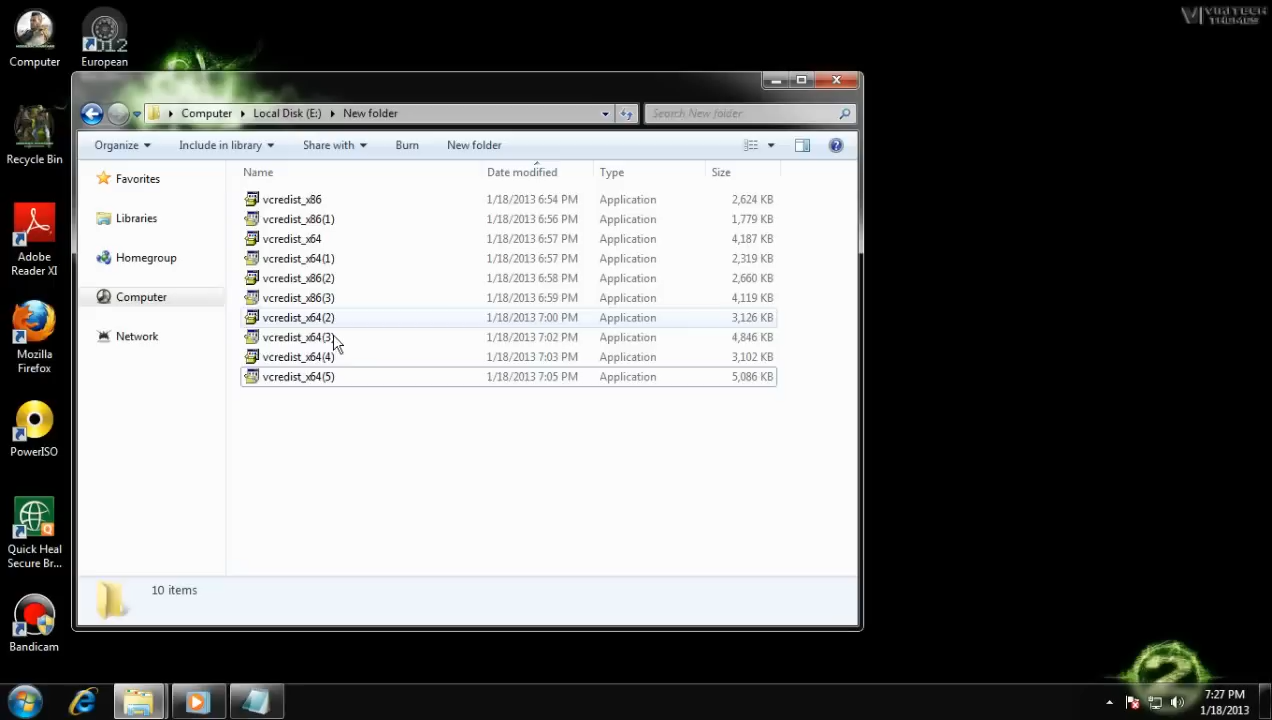 VIRITECH
THEMES
Computer
European
Computer Local Disk (E:) New folder
Search New folder
Recycle Bin
Organize Include in library Share with Burn New folder
Name Date modified Type Size
Favorites
Libraries
Homegroup
Computer
Network
vcredist_x86 1/18/2013 6:54 PM Application 2,624 KB
vcredist_x86(1) 1/18/2013 6:56 PM Application 1,779 KB
vcredist_x64 1/18/2013 6:57 PM Application 4,187 KB
vcredist_x64(1) 1/18/2013 6:57 PM Application 2,319 KB
vcredist_x86(2) 1/18/2013 6:58 PM Application 2,660 KB
vcredist_x86(3) 1/18/2013 6:59 PM Application 4,119 KB
vcredist_x64(2) 1/18/2013 7:00 PM Application 3,126 KB
vcredist_x64(3) 1/18/2013 7:02 PM Application 4,846 KB
vcredist_x64(4) 1/18/2013 7:03 PM Application 3,102 KB
vcredist_x64(5) 1/18/2013 7:05 PM Application 5,086 KB
Adobe
Reader XI
Mozilla
Firefox
PowerISO
Quick Heal
Secure Br...
Bandicam
10 items
7:27 PM
1/18/2013